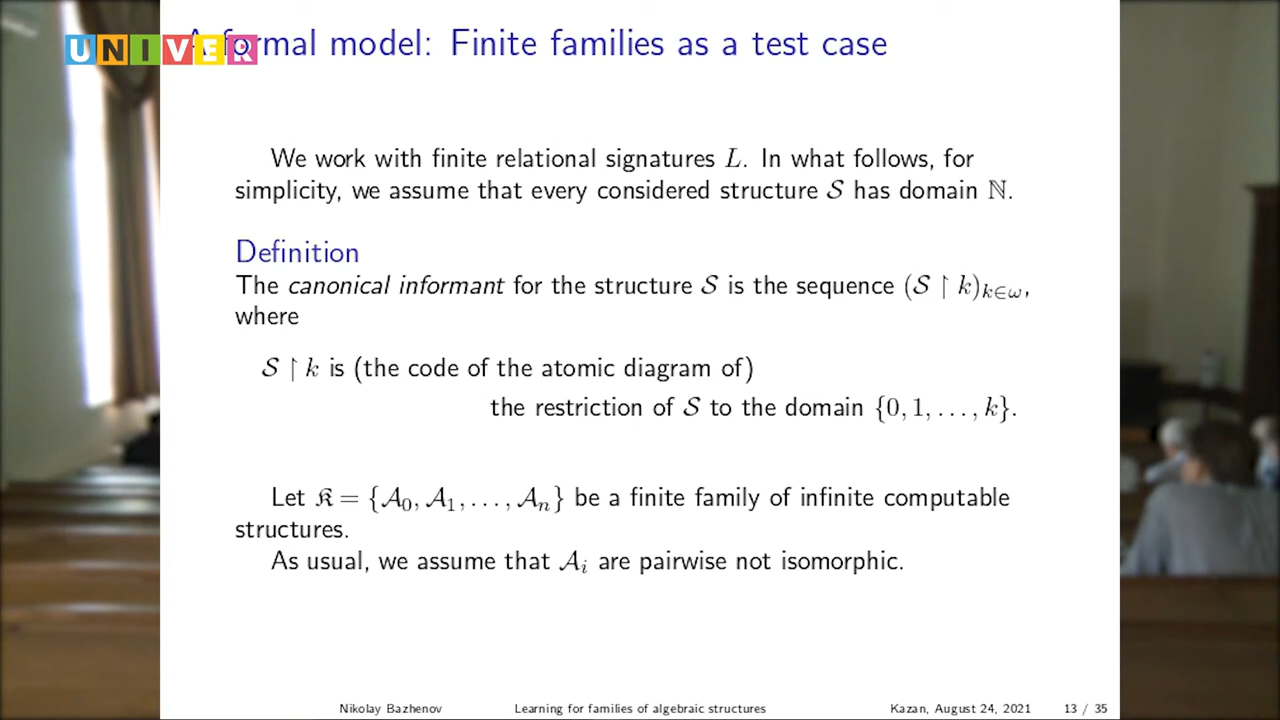 UNIVER
A formal model: Finite families as a test case
We work with finite relational signatures L. In what follows, for
simplicity, we assume that every considered structure 𝒮 has domain ℕ.
Definition
The canonical informant for the structure 𝒮 is the sequence (𝒮 ↾ k)_{k∈ω},
where
𝒮 ↾ k is (the code of the atomic diagram of)
the restriction of 𝒮 to the domain {0, 1, . . . , k}.
Let 𝔎 = {𝒜₀, 𝒜₁, . . . , 𝒜ₙ} be a finite family of infinite computable
structures.
As usual, we assume that 𝒜ᵢ are pairwise not isomorphic.
Nikolay Bazhenov Learning for families of algebraic structures Kazan, August 24, 2021 13 / 35